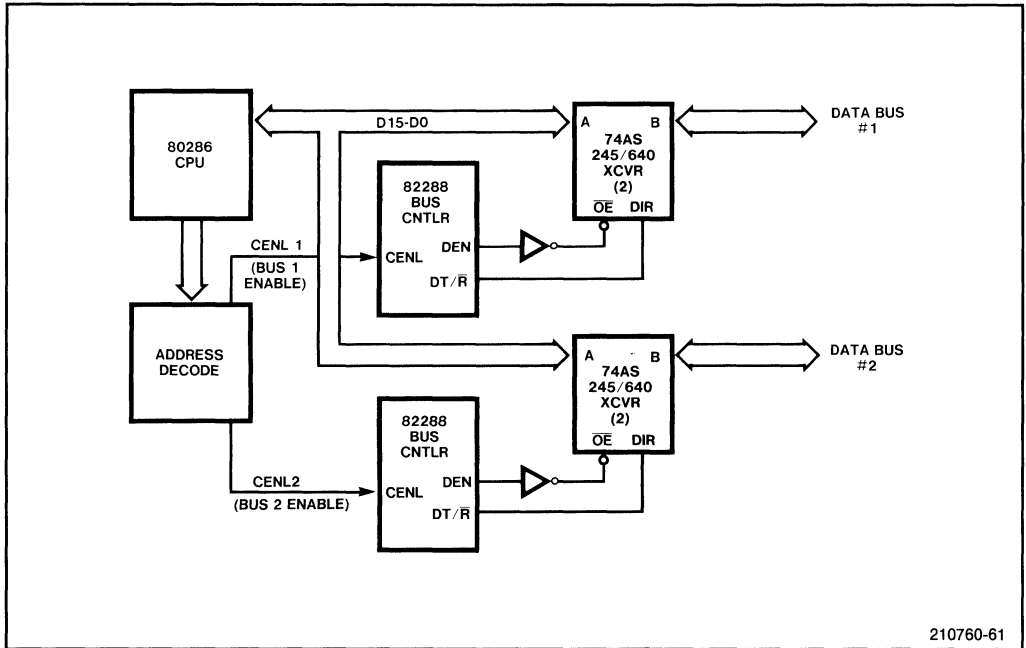 80286
CPU
D15-D0
A B
74AS
245/640
XCVR
(2)
O̅E̅ DIR
DATA BUS
#1
82288
BUS
CNTLR
CENL
DEN
DT/R̅
CENL 1
(BUS 1
ENABLE)
ADDRESS
DECODE
A B
74AS
245/640
XCVR
(2)
O̅E̅ DIR
DATA BUS
#2
82288
BUS
CNTLR
CENL
DEN
DT/R̅
CENL2
(BUS 2 ENABLE)
210760-61